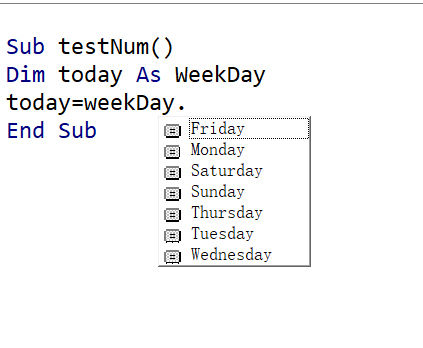 Sub testNum()
Dim today As WeekDay
today=weekDay.
End Sub
Friday
Monday
Saturday
Sunday
Thursday
Tuesday
Wednesday